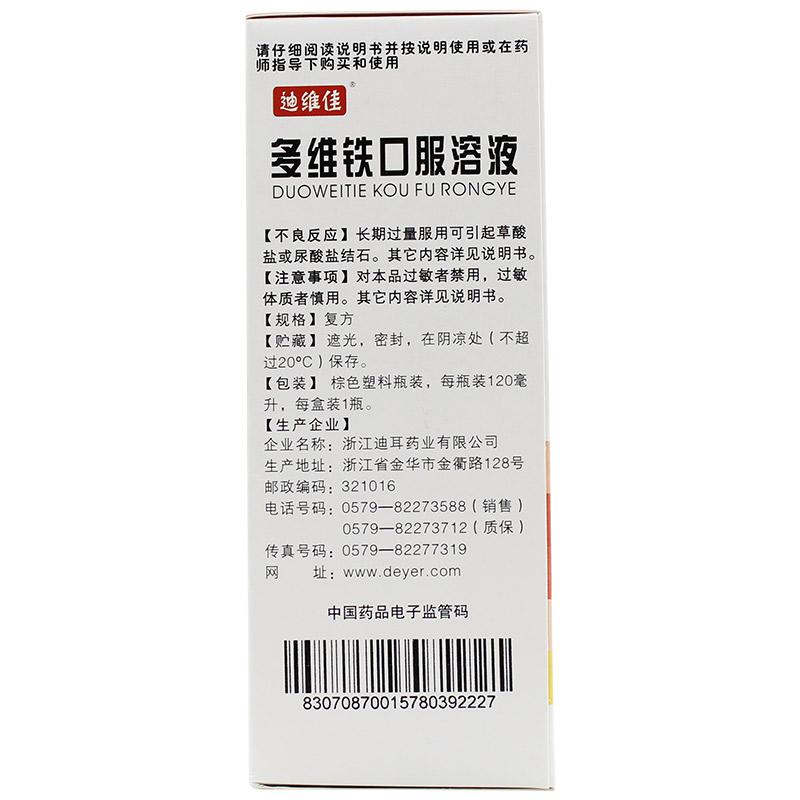 请仔细阅读说明书并按说明使用或在药
师指导下购买和使用
迪维佳®
多维铁口服溶液
DUOWEITIE KOU FU RONGYE
【不良反应】长期过量服用可引起草酸
盐或尿酸盐结石。其它内容详见说明书。
【注意事项】对本品过敏者禁用，过敏
体质者慎用。其它内容详见说明书。
【规格】复方
【贮藏】遮光，密封，在阴凉处（不超
过20ºC）保存。
【包装】棕色塑料瓶装，每瓶装120毫
升，每盒装1瓶。
【生产企业】
企业名称：浙江迪耳药业有限公司
生产地址：浙江省金华市金衢路128号
邮政编码：321016
电话号码：0579—82273588（销售）
0579—82273712（质保）
传真号码：0579—82277319
网 址：www.deyer.com
中国药品电子监管码
83070870015780392227